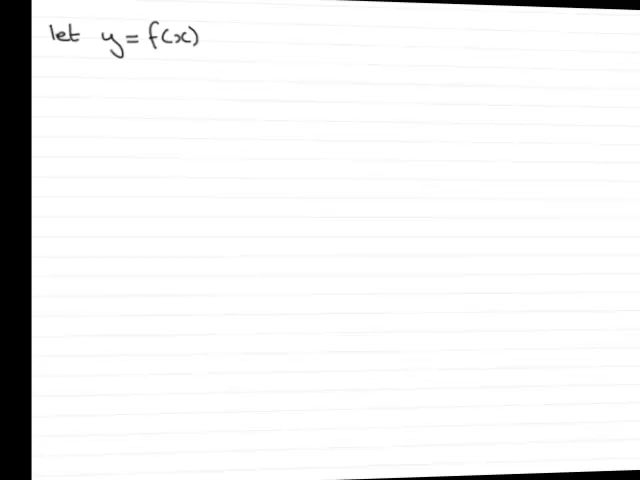 let y = f(x)